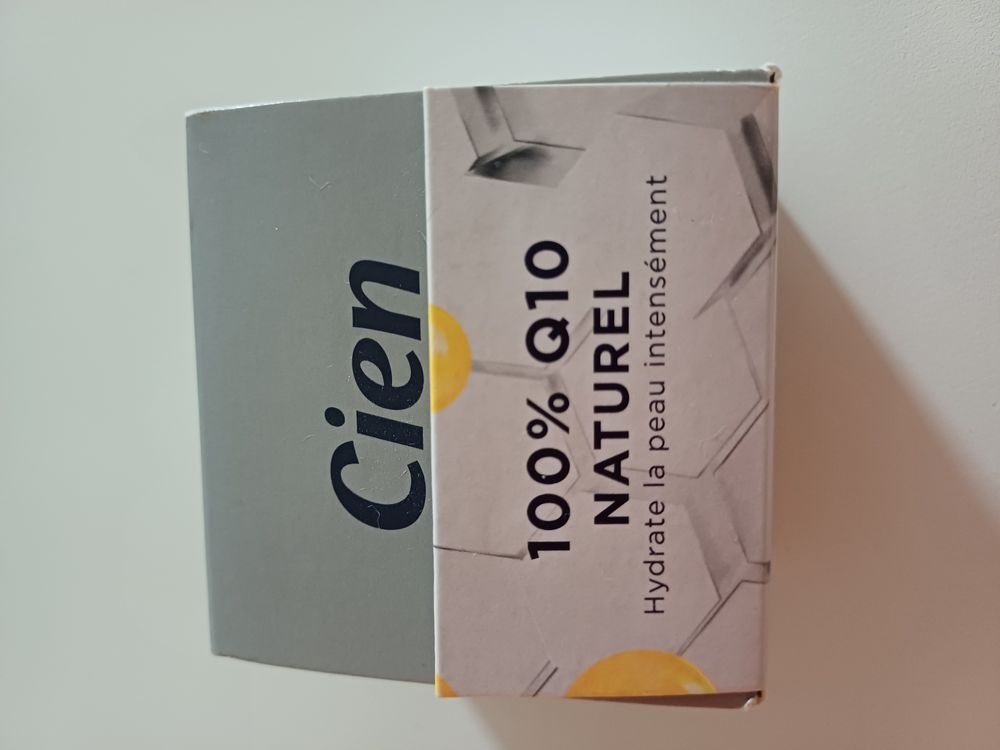 Cien
100% Q10
NATUREL
Hydrate la peau intensément